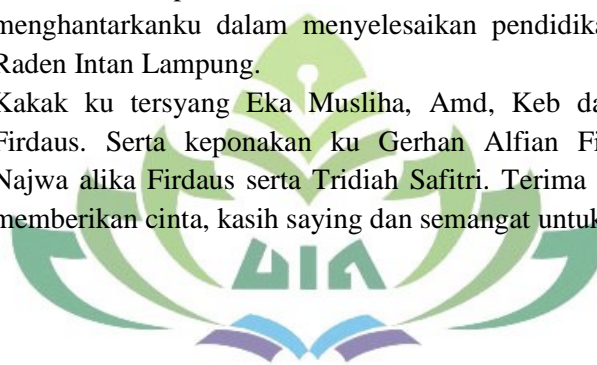 menghantarkanku dalam menyelesaikan pendidika
Raden Intan Lampung.
Kakak ku tersyang Eka Musliha, Amd, Keb da
Firdaus. Serta keponakan ku Gerhan Alfian Fi
Najwa alika Firdaus serta Tridiah Safitri. Terima
memberikan cinta, kasih saying dan semangat untuk
UIN